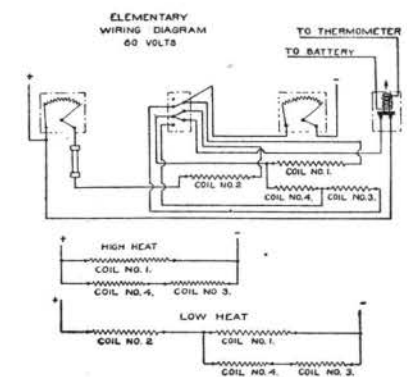 ELEMENTARY
WIRING DIAGRAM
60 VOLTS
TO THERMOMETER
TO BATTERY
+
-
COIL NO. 1.
COIL NO. 2
COIL NO. 4. COIL NO. 3.
HIGH HEAT
+
-
COIL NO. 1.
COIL NO. 4. COIL NO. 3.
LOW HEAT
+
-
COIL NO. 2 COIL NO. 1.
COIL NO. 4. COIL NO. 3.